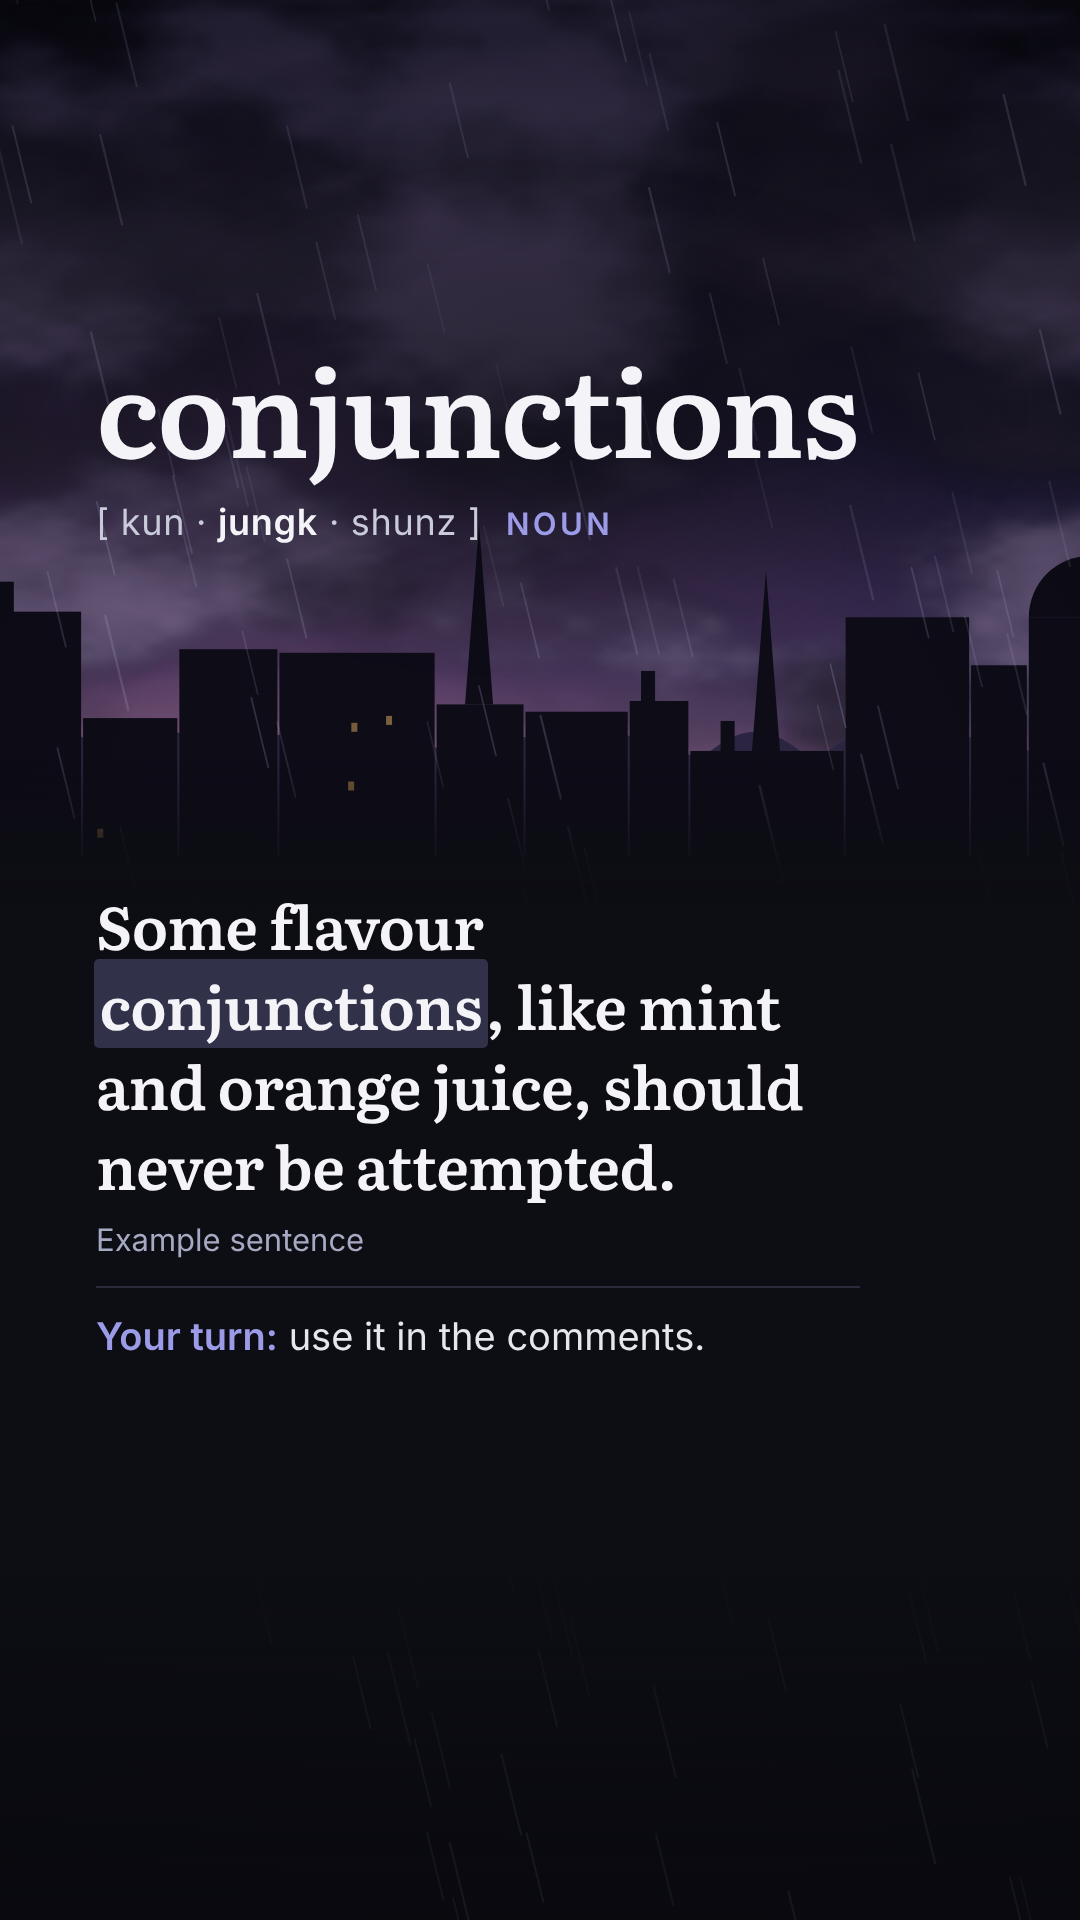 conjunctions
[ kun · jungk · shunz ] NOUN
Some flavour
conjunctions, like mint
and orange juice, should
never be attempted.
Example sentence
Your turn: use it in the comments.